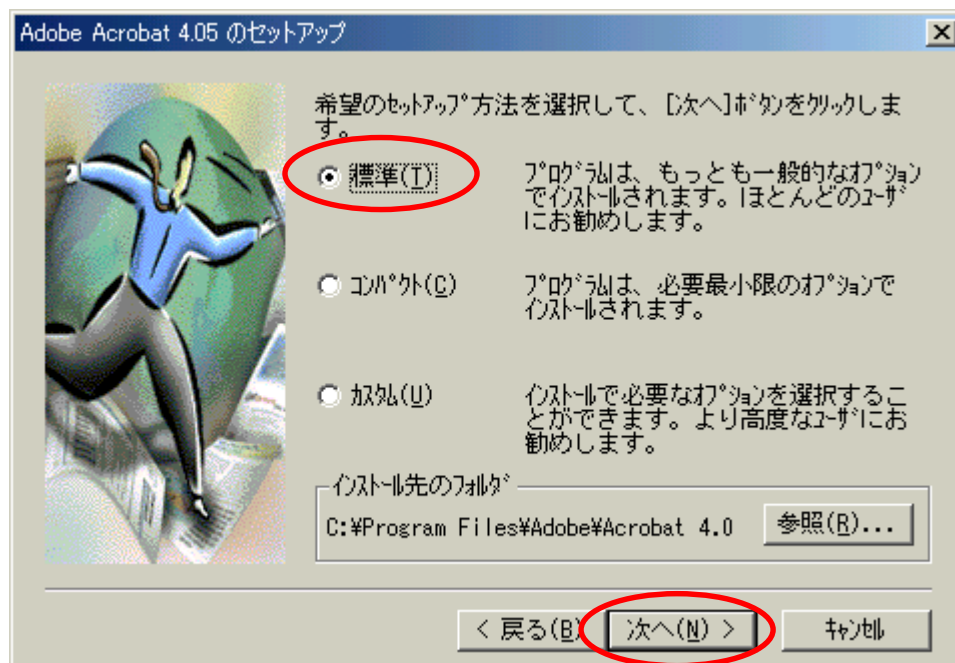 Adobe Acrobat 4.05 のセットアップ
希望のｾｯﾄｱｯﾌﾟ方法を選択して、[次へ]ﾎﾞﾀﾝをｸﾘｯｸしま
す。
標準(T)
ﾌﾟﾛｸﾞﾗﾑは、もっとも一般的なｵﾌﾟｼｮﾝ
でｲﾝｽﾄｰﾙされます。ほとんどのﾕｰｻﾞ
にお勧めします。
ｺﾝﾊﾟｸﾄ(C)
ﾌﾟﾛｸﾞﾗﾑは、必要最小限のｵﾌﾟｼｮﾝで
ｲﾝｽﾄｰﾙされます。
ｶｽﾀﾑ(U)
ｲﾝｽﾄｰﾙで必要なｵﾌﾟｼｮﾝを選択するこ
とができます。より高度なﾕｰｻﾞにお
勧めします。
ｲﾝｽﾄｰﾙ先のﾌｫﾙﾀﾞ
C:¥Program Files¥Adobe¥Acrobat 4.0
参照(R)...
< 戻る(B)
次へ(N) >
ｷｬﾝｾﾙ